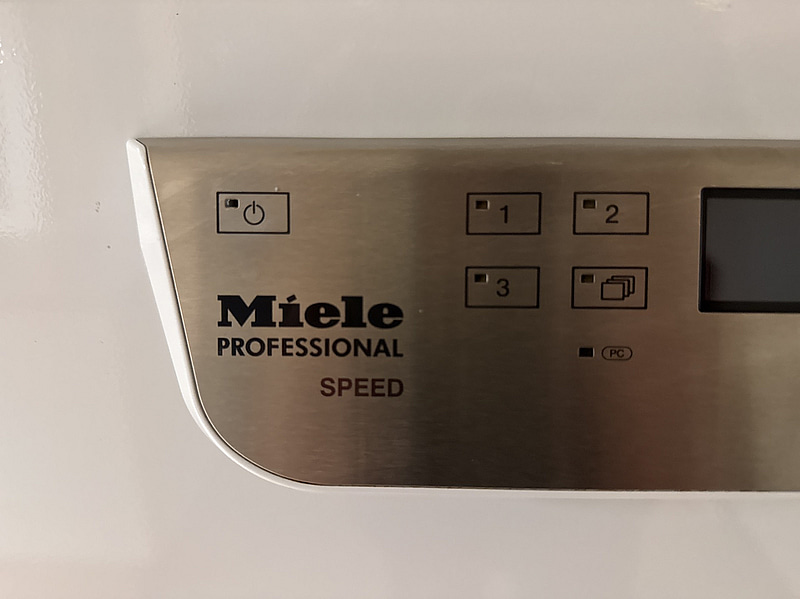 1
2
3
Miele
PROFESSIONAL
SPEED
PC